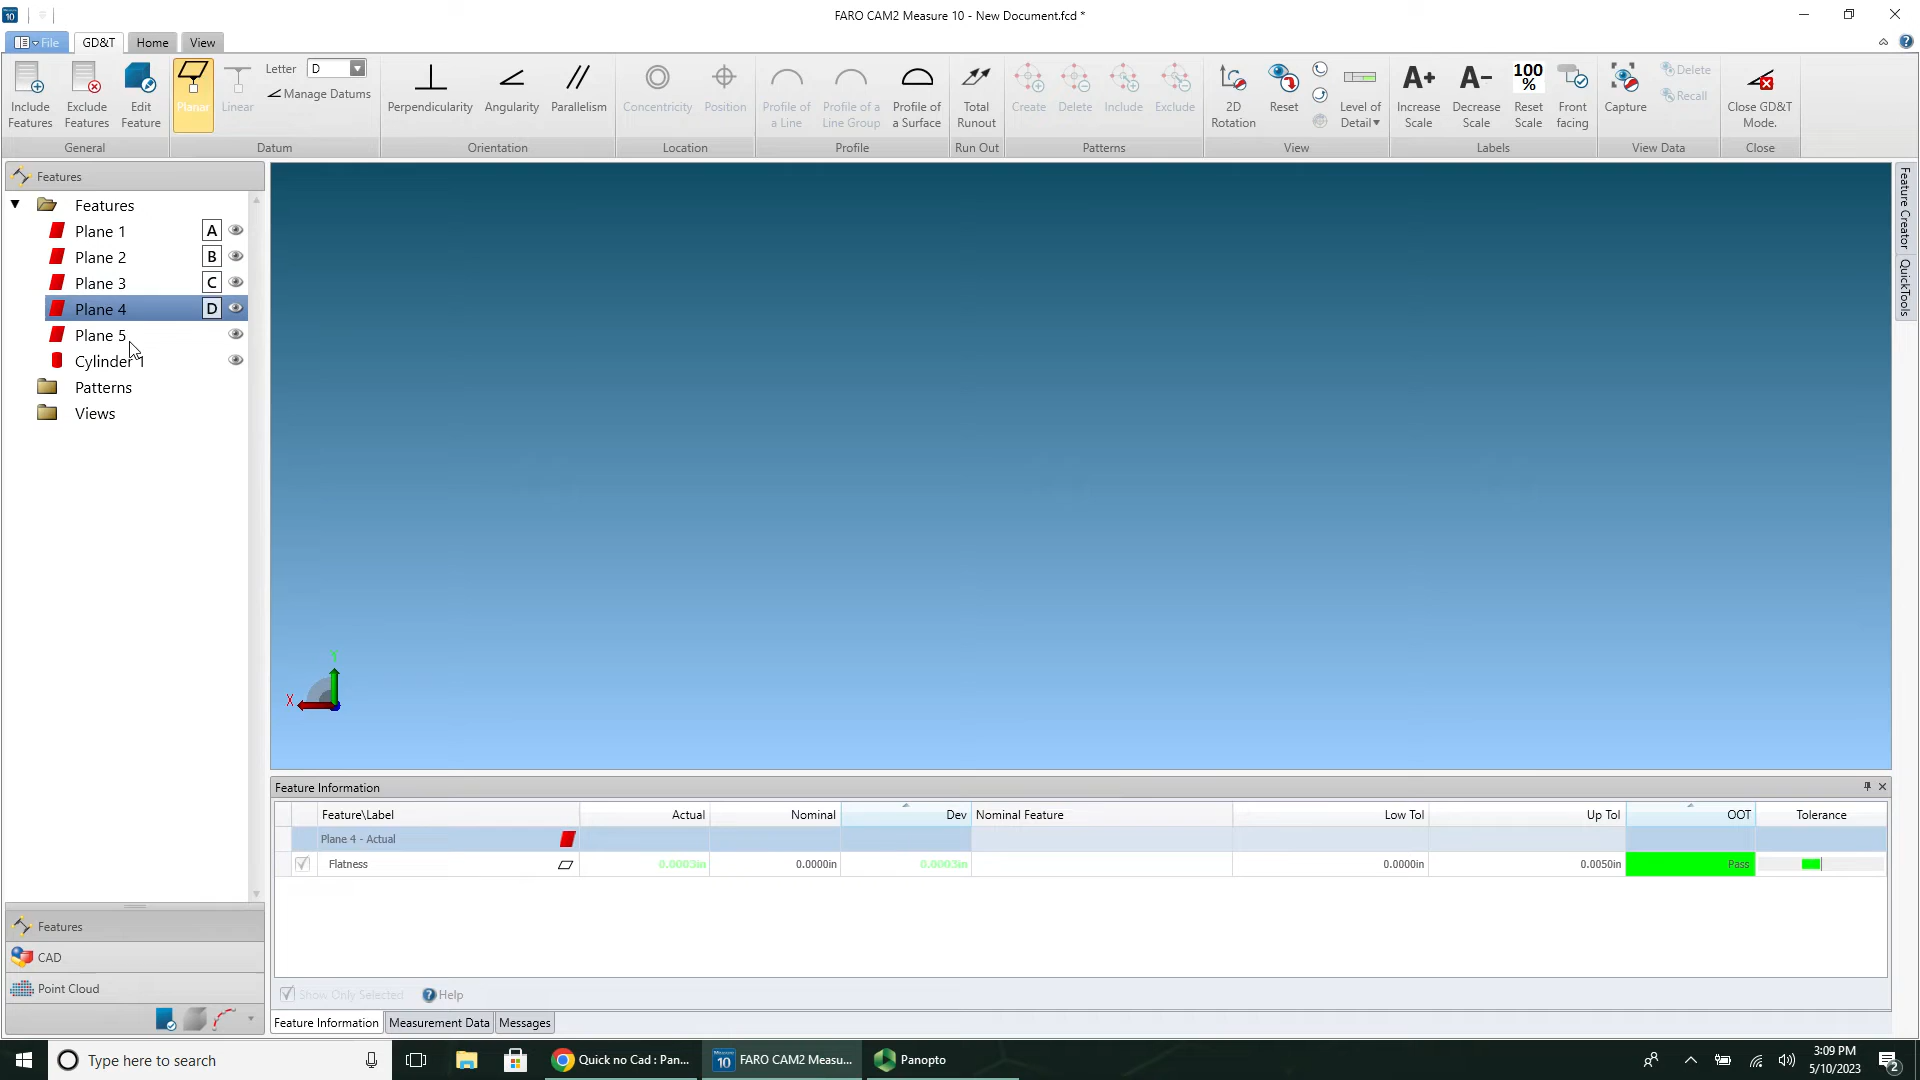 10
FARO CAM2 Measure 10 - New Document.fcd *
File
GD&T
Home
View
Include
Features
Exclude
Features
Edit
Feature
General
Planar
Linear
Letter
D
Manage Datums
Datum
Perpendicularity
Angularity
Parallelism
Orientation
Concentricity
Position
Location
Profile of
a Line
Profile of a
Line Group
Profile of
a Surface
Profile
Total
Runout
Run Out
Create
Delete
Include
Exclude
Patterns
2D
Rotation
Reset
Level of
Detail
View
A+
Increase
Scale
A-
Decrease
Scale
100
%
Reset
Scale
Front
facing
Labels
Capture
Delete
Recall
View Data
Close GD&T
Mode.
Close
Features
Features
Plane 1 A
Plane 2 B
Plane 3 C
Plane 4 D
Plane 5
Cylinder 1
Patterns
Views
Feature Creator
QuickTools
Y
X
Features
CAD
Point Cloud
Feature Information
Feature\Label Actual Nominal Dev Nominal Feature Low Tol Up Tol OOT Tolerance
Plane 4 - Actual
Flatness 0.0003in 0.0000in 0.0003in 0.0000in 0.0050in Pass
Show Only Selected
Help
Feature Information
Measurement Data
Messages
Type here to search
Quick no Cad : Pan...
10
FARO CAM2 Measu...
Panopto
3:09 PM
5/10/2023
2